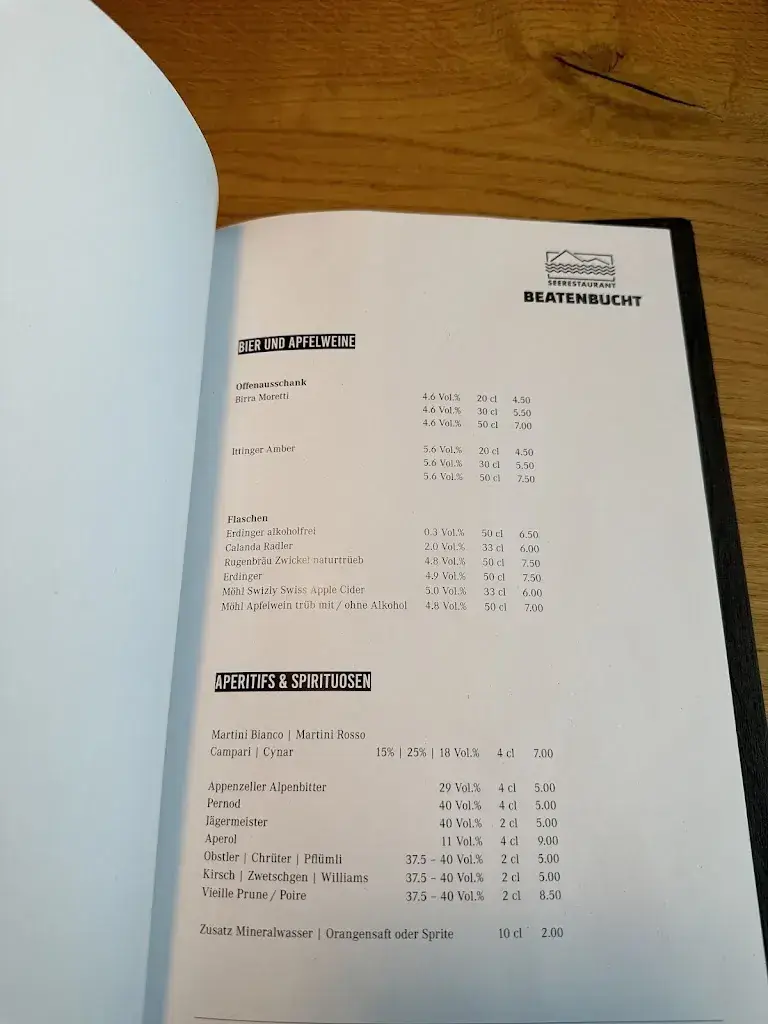 SEERESTAURANT
BEATENBUCHT
BIER UND APFELWEINE
Offenausschank
Birra Moretti 4.6 Vol.% 20 cl 4.50
4.6 Vol.% 30 cl 5.50
4.6 Vol.% 50 cl 7.00
Ittinger Amber 5.6 Vol.% 20 cl 4.50
5.6 Vol.% 30 cl 5.50
5.6 Vol.% 50 cl 7.50
Flaschen
Erdinger alkoholfrei 0.3 Vol.% 50 cl 6.50
Calanda Radler 2.0 Vol.% 33 cl 6.00
Rugenbräu Zwickel naturtrüeb 4.8 Vol.% 50 cl 7.50
Erdinger 4.9 Vol.% 50 cl 7.50
Möhl Swizly Swiss Apple Cider 5.0 Vol.% 33 cl 6.00
Möhl Apfelwein trüb mit / ohne Alkohol 4.8 Vol.% 50 cl 7.00
APERITIFS & SPIRITUOSEN
Martini Bianco | Martini Rosso
Campari | Cynar 15% | 25% | 18 Vol.% 4 cl 7.00
Appenzeller Alpenbitter 29 Vol.% 4 cl 5.00
Pernod 40 Vol.% 4 cl 5.00
Jägermeister 40 Vol.% 2 cl 5.00
Aperol 11 Vol.% 4 cl 9.00
Obstler | Chrüter | Pflümli 37.5 – 40 Vol.% 2 cl 5.00
Kirsch | Zwetschgen | Williams 37.5 – 40 Vol.% 2 cl 5.00
Vieille Prune / Poire 37.5 – 40 Vol.% 2 cl 8.50
Zusatz Mineralwasser | Orangensaft oder Sprite 10 cl 2.00